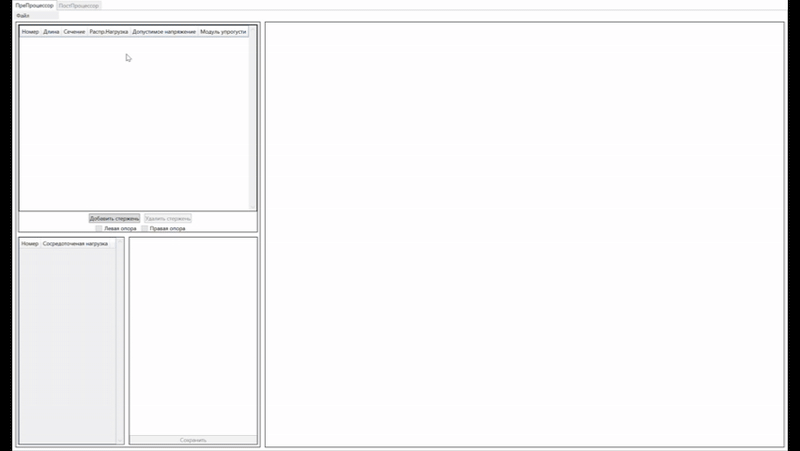 ПреПроцессор ПостПроцессор
Файл
Номер Длина Сечение Распр.Нагрузка Допустимое напряжение Модуль упругости
Добавить стержень Удалить стержень
Левая опора Правая опора
Номер Сосредоточеная нагрузка
Сохранить